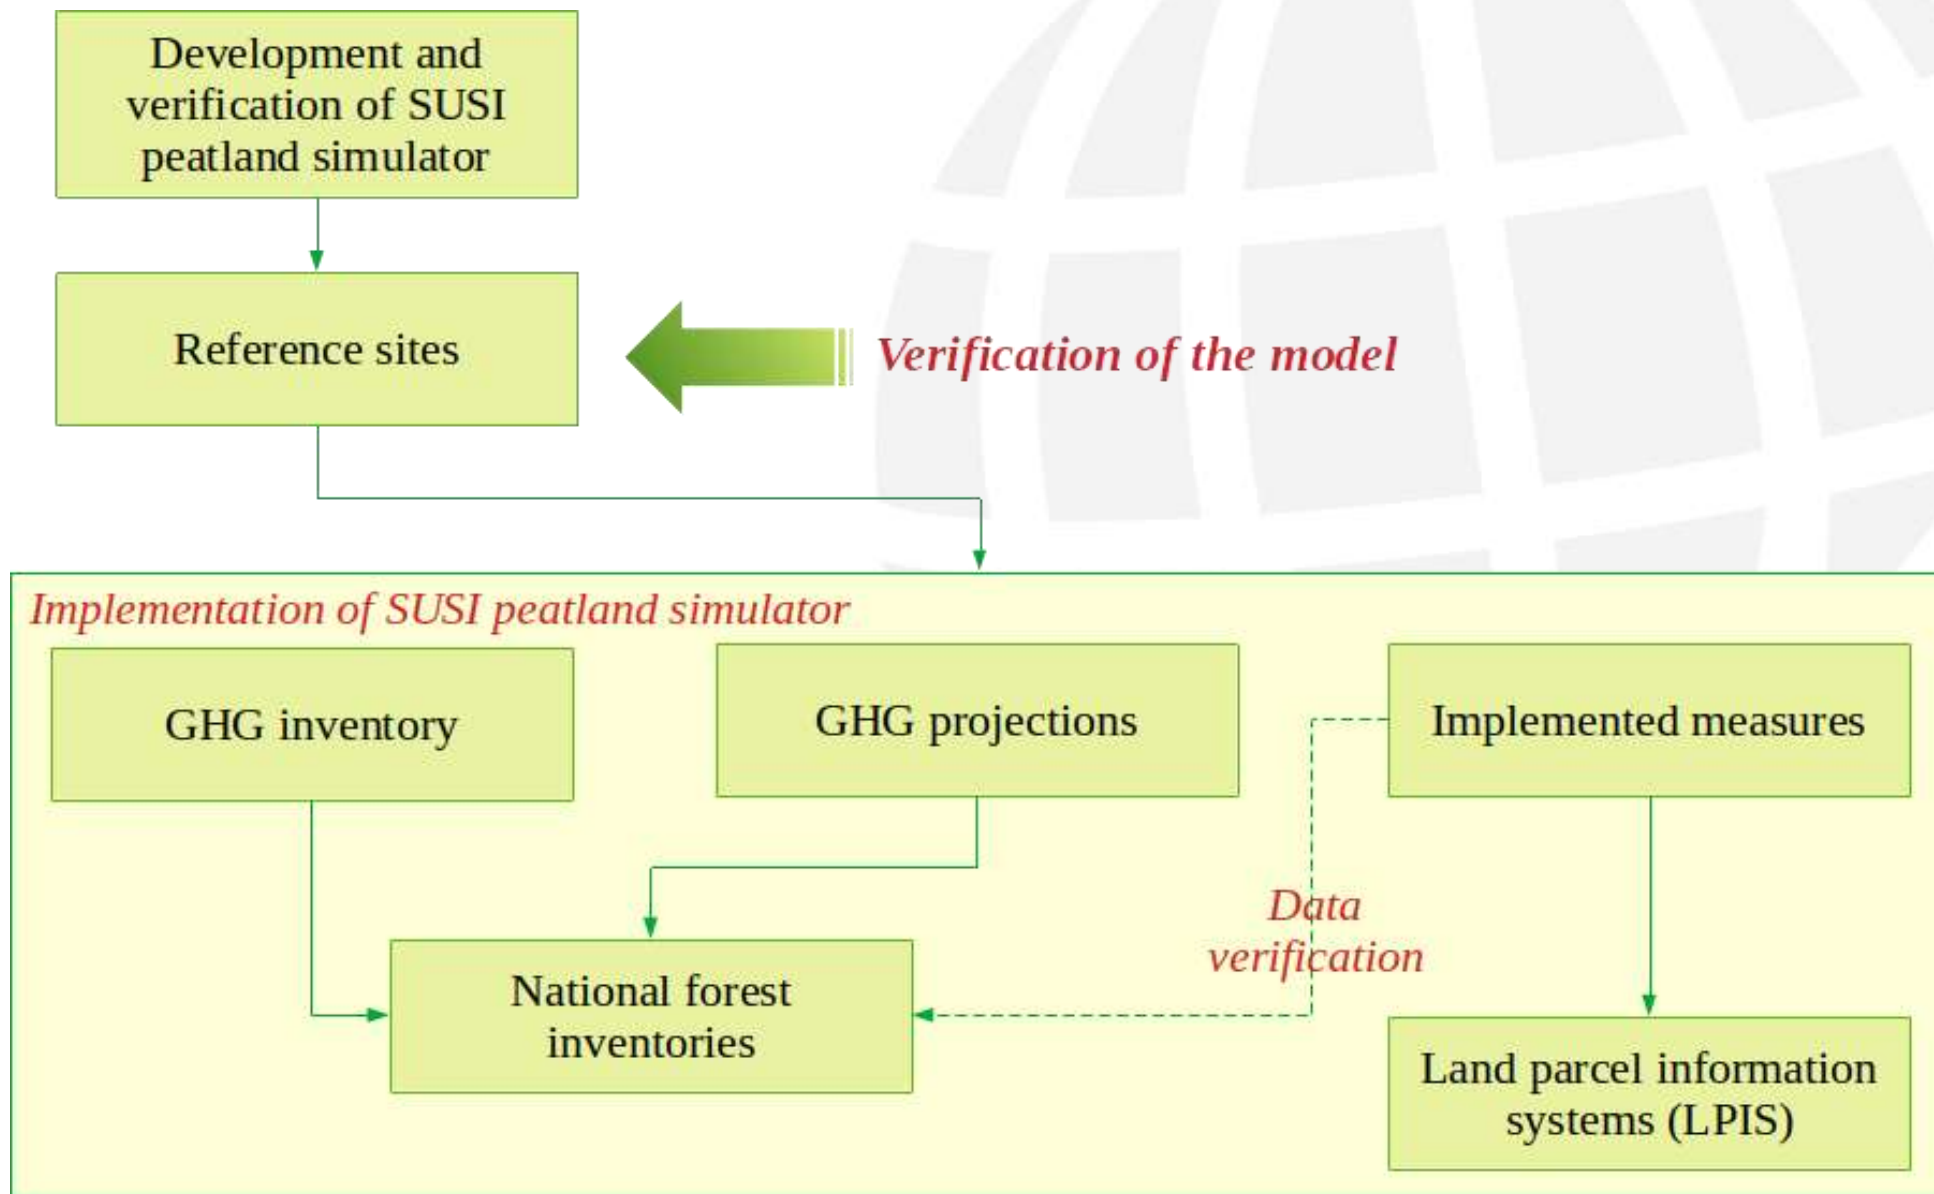 Development and
verification of SUSI
peatland simulator
Reference sites
Verification of the model
Implementation of SUSI peatland simulator
GHG inventory
GHG projections
Implemented measures
Data
verification
National forest
inventories
Land parcel information
systems (LPIS)